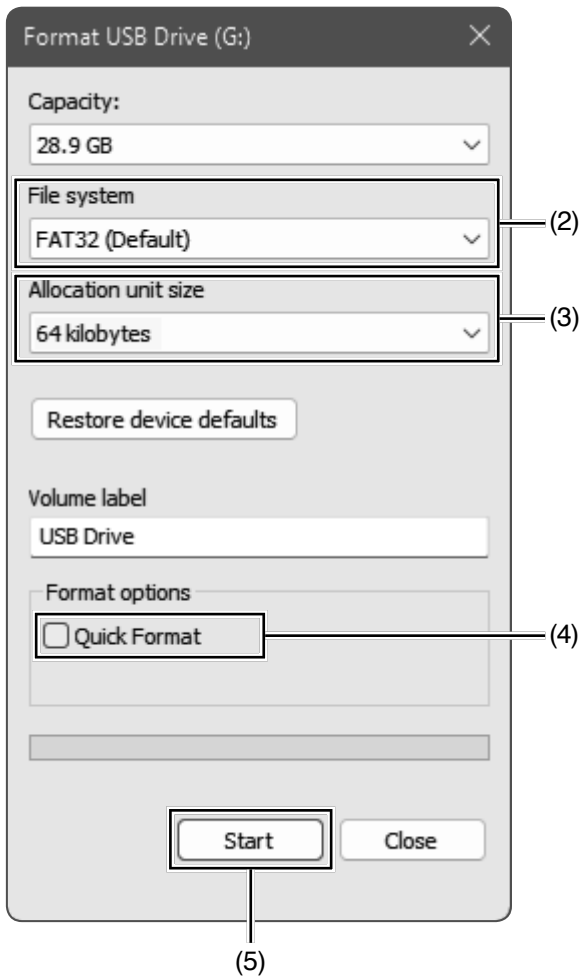 Format USB Drive (G:)
Capacity:
28.9 GB
File system
FAT32 (Default)
(2)
Allocation unit size
64 kilobytes
(3)
Restore device defaults
Volume label
USB Drive
Format options
Quick Format
(4)
Start
Close
(5)